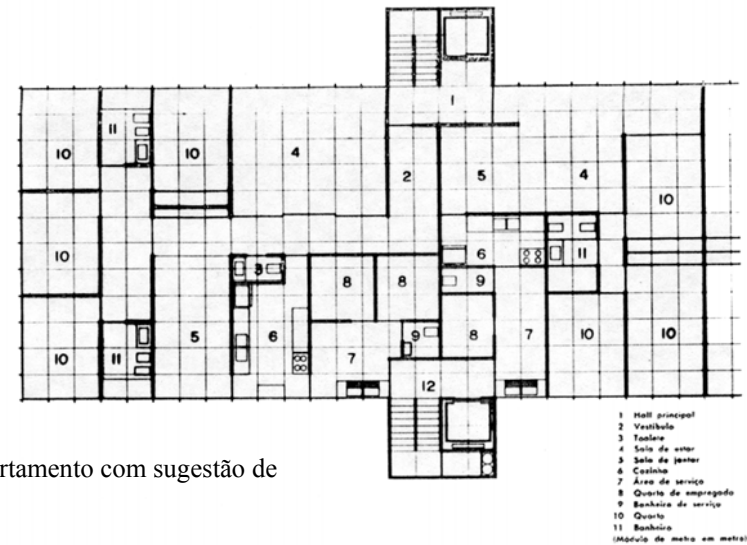 1
11
10
10
4
2
5
4
10
10
6
11
3
8
8
9
10
11
5
6
7
9
8
7
10
10
12
rtamento com sugestão de
1 Hall principal
2 Vestíbulo
3 Toalete
4 Sala de estar
5 Sala de jantar
6 Cozinha
7 Área de serviço
8 Quarto de empregado
9 Banheiro de serviço
10 Quarto
11 Banheiro
(Módulo de metro em metro)